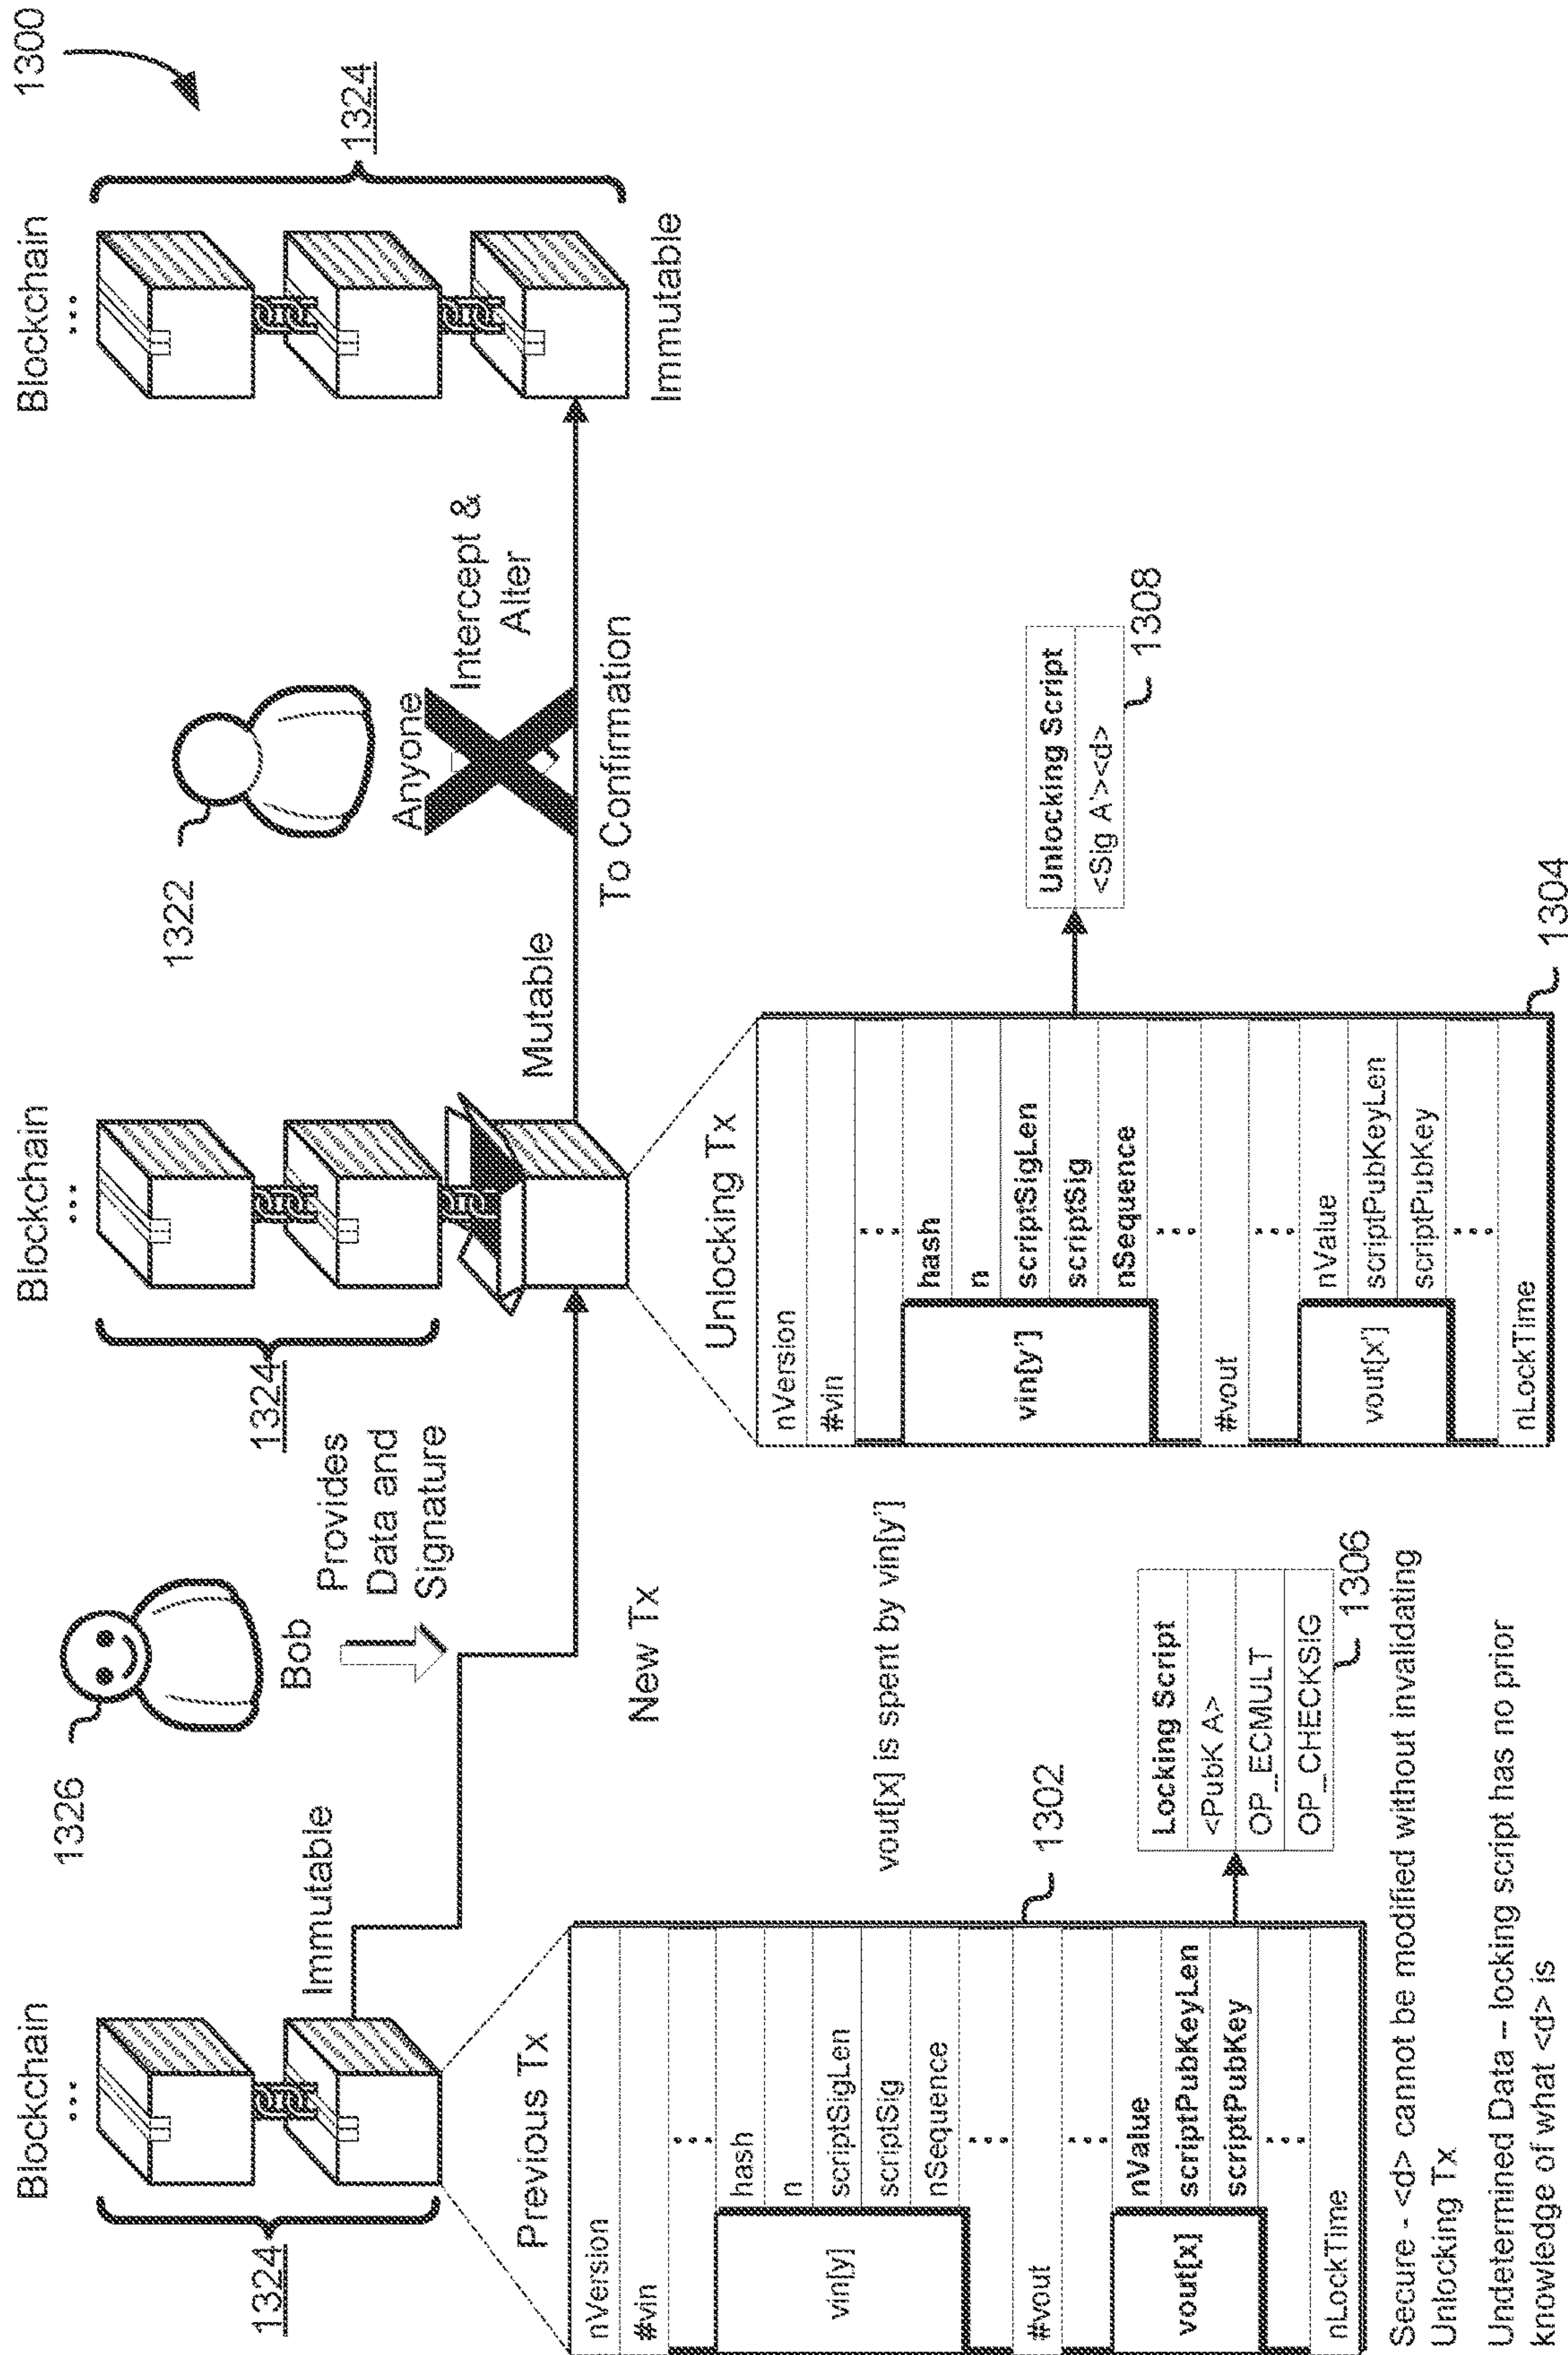 1300
Blockchain
...
1324
Immutable
Blockchain
...
1324
Mutable
Blockchain
...
1324
Immutable
1326
Bob
Provides
Data and
Signature
New Tx
1322
Anyone
Intercept &
Alter
To Confirmation
Previous Tx
nVersion
#vin
...
vin[y]
hash
n
scriptSigLen
scriptSig
nSequence
...
#vout
...
vout[x]
nValue
scriptPubKeyLen
scriptPubKey
...
nLockTime
1302
vout[x] is spent by vin[y']
Locking Script
<PubK A>
OP_ECMULT
OP_CHECKSIG
1306
Unlocking Tx
nVersion
#vin
...
vin[y']
hash
n
scriptSigLen
scriptSig
nSequence
...
#vout
...
vout[x']
nValue
scriptPubKeyLen
scriptPubKey
...
nLockTime
1304
Unlocking Script
<Sig A'><d>
1308
Secure - <d> cannot be modified without invalidating
Unlocking Tx
Undetermined Data – locking script has no prior
knowledge of what <d> is